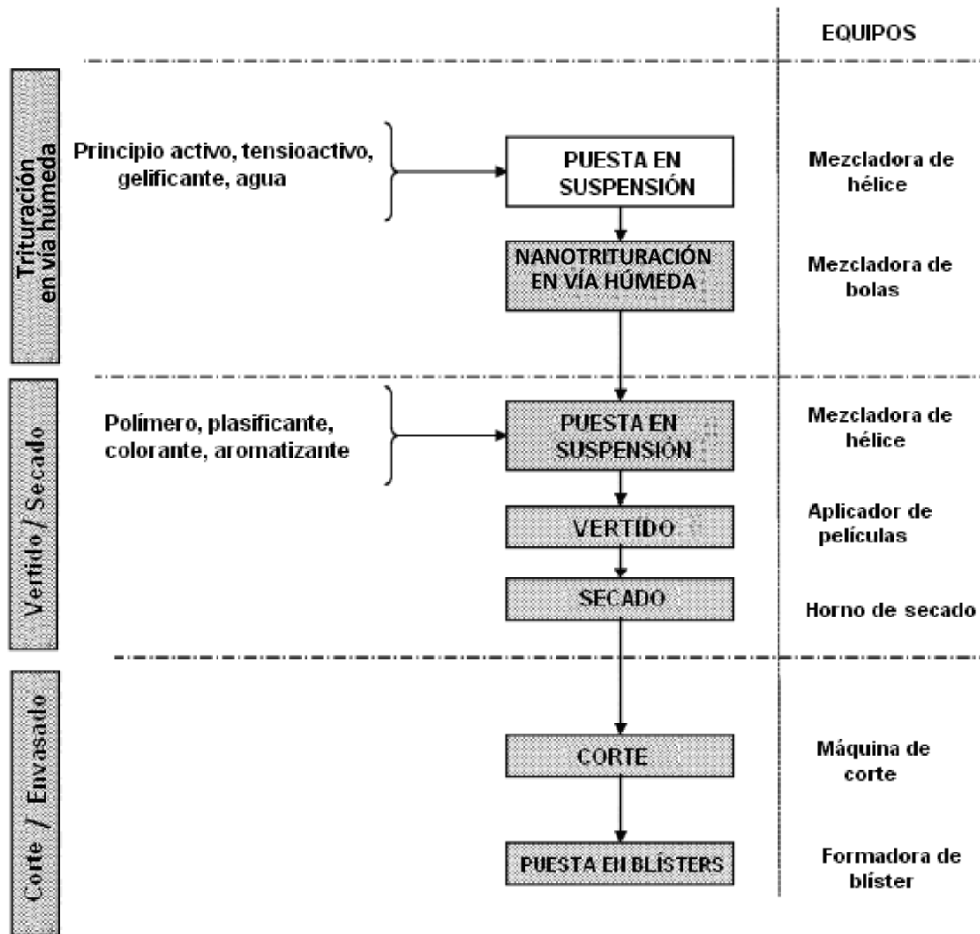 EQUIPOS
Trituración
en vía húmeda
Principio activo, tensioactivo,
gelificante, agua
PUESTA EN
SUSPENSIÓN
Mezcladora de
hélice
NANOTRITURACIÓN
EN VÍA HÚMEDA
Mezcladora de
bolas
Vertido / Secado
Polímero, plasificante,
colorante, aromatizante
PUESTA EN
SUSPENSIÓN
Mezcladora de
hélice
VERTIDO
Aplicador de
películas
SECADO
Horno de secado
Corte / Envasado
CORTE
Máquina de
corte
PUESTA EN BLÍSTERS
Formadora de
blíster